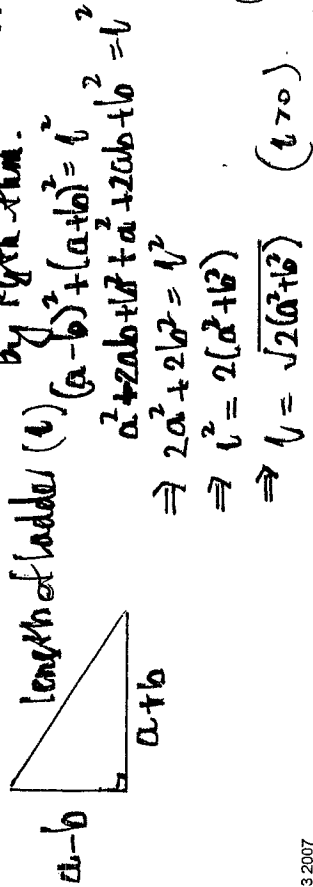 by Pyth thm.
length of ladder (l)
(a-b)² + (a+b)² = l²
a² + 2ab + b² + a² + 2ab + b² = l²
⇒ 2a² + 2b² = l²
⇒ l² = 2(a² + b²)
⇒ l = √2(a² + b²) (l > 0).
a-b
a+b
3 2007